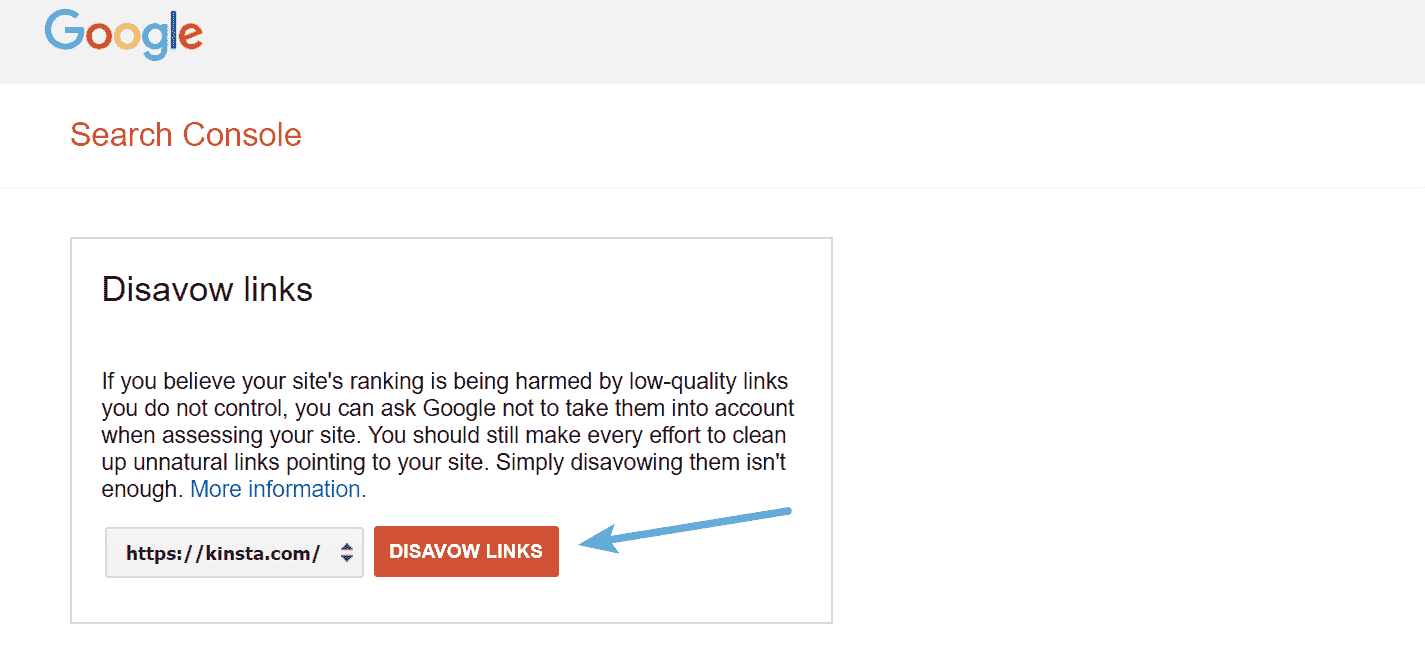 Google
Search Console
Disavow links
If you believe your site's ranking is being harmed by low-quality links
you do not control, you can ask Google not to take them into account
when assessing your site. You should still make every effort to clean
up unnatural links pointing to your site. Simply disavowing them isn't
enough. More information.
https://kinsta.com/ DISAVOW LINKS